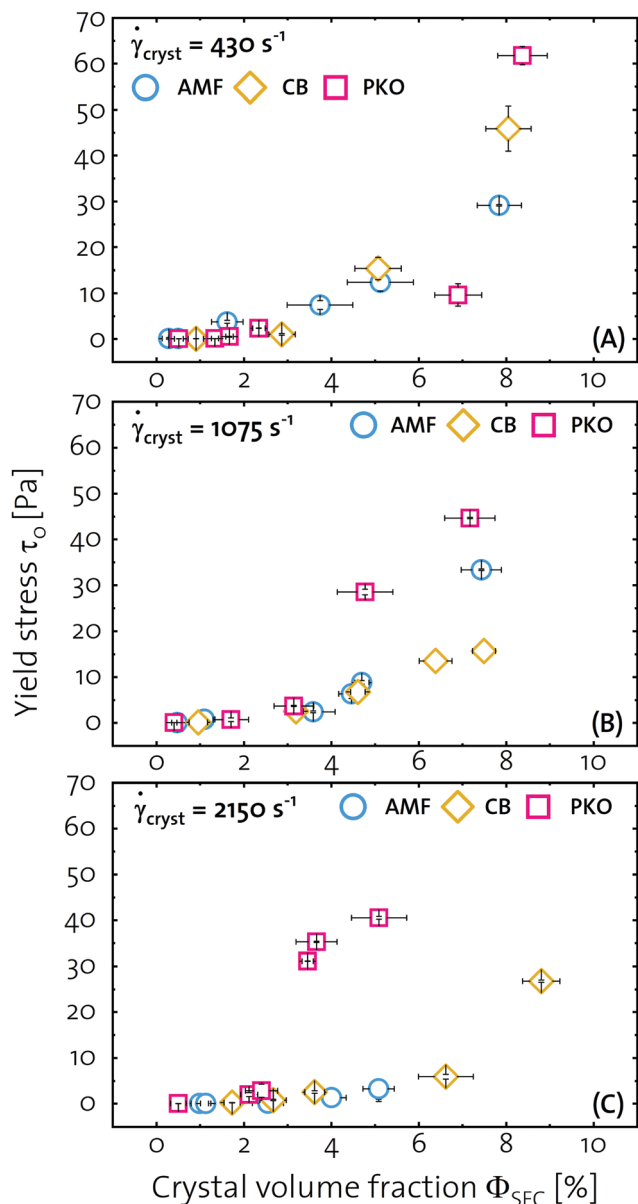 γ̇cryst = 430 s⁻¹
AMF CB PKO
70
60
50
40
30
20
10
0
0 2 4 6 8 10
(A)
γ̇cryst = 1075 s⁻¹
AMF CB PKO
70
60
50
40
30
20
10
0
0 2 4 6 8 10
(B)
γ̇cryst = 2150 s⁻¹
AMF CB PKO
70
60
50
40
30
20
10
0
0 2 4 6 8 10
(C)
Yield stress τ₀ [Pa]
Crystal volume fraction ΦSFC [%]